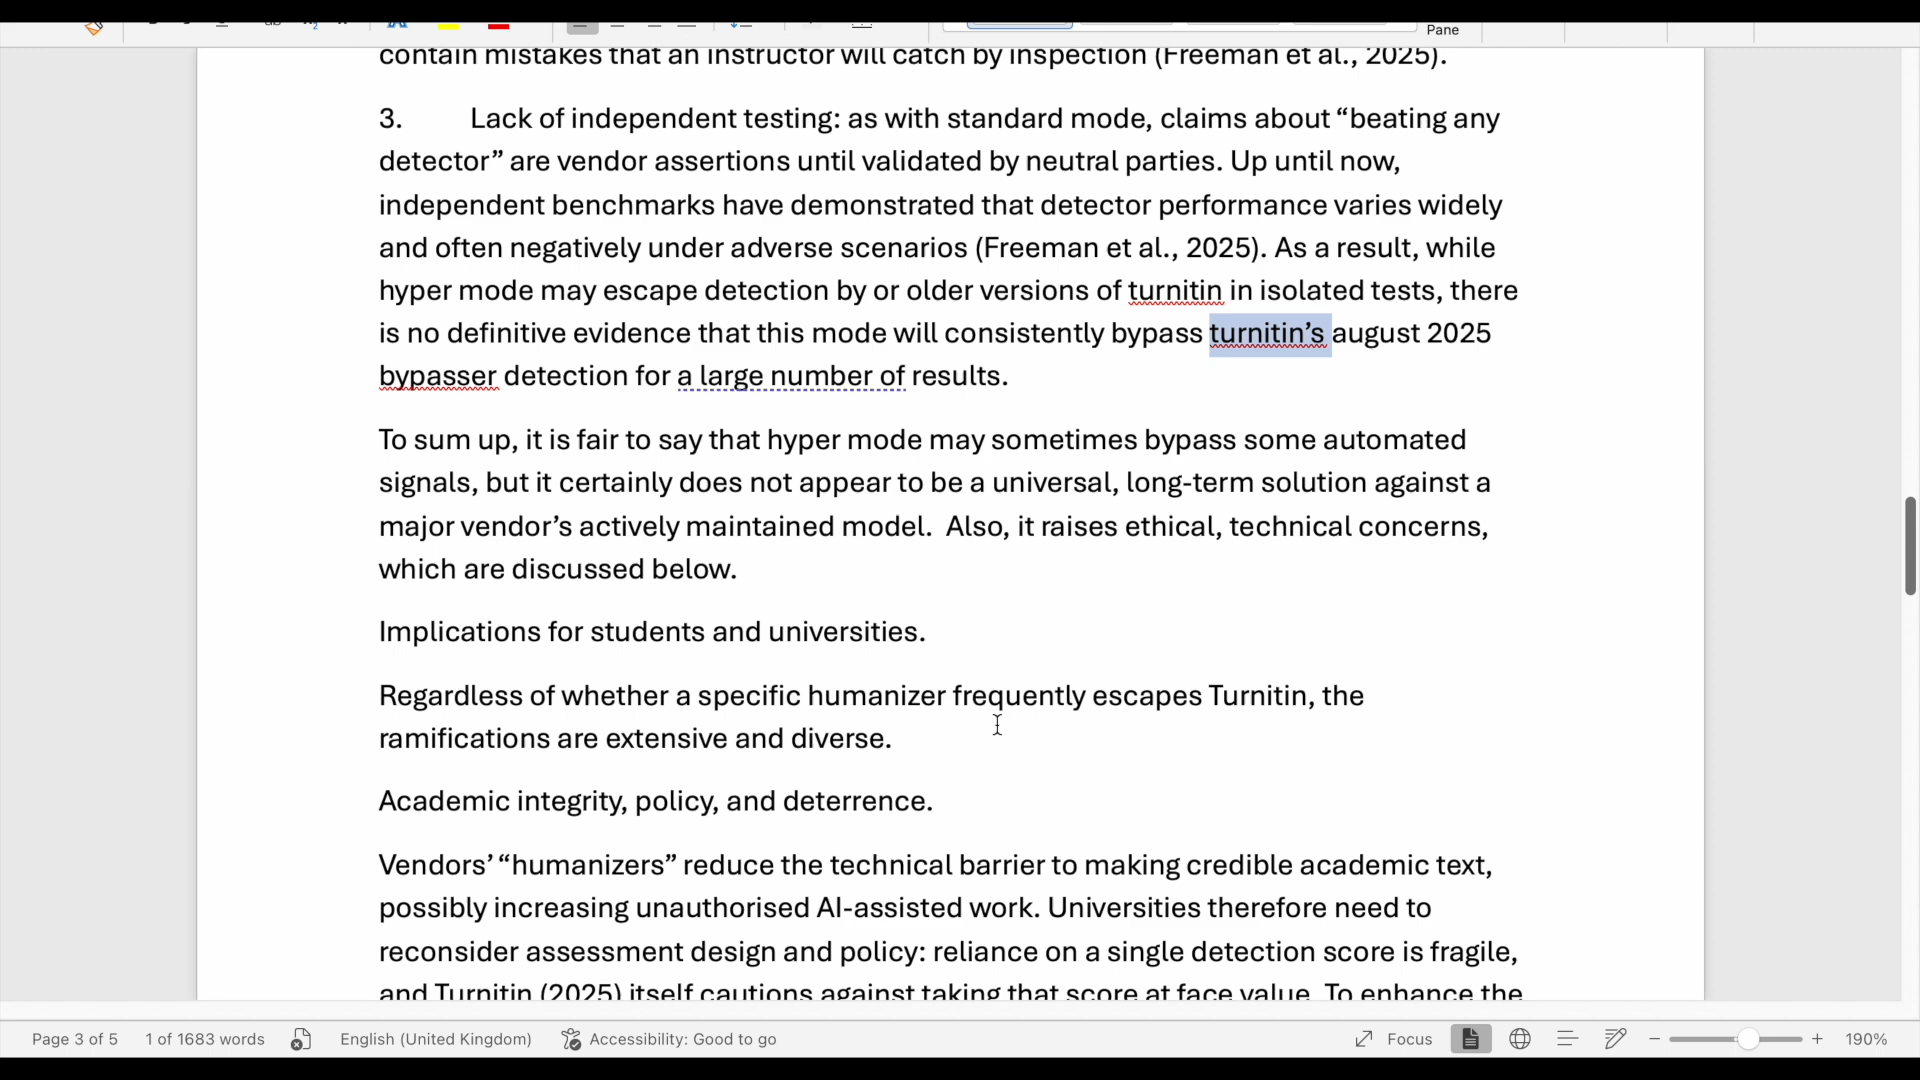 Pane
contain mistakes that an instructor will catch by inspection (Freeman et al., 2025).
3. Lack of independent testing: as with standard mode, claims about “beating any
detector” are vendor assertions until validated by neutral parties. Up until now,
independent benchmarks have demonstrated that detector performance varies widely
and often negatively under adverse scenarios (Freeman et al., 2025). As a result, while
hyper mode may escape detection by or older versions of turnitin in isolated tests, there
is no definitive evidence that this mode will consistently bypass turnitin’s august 2025
bypasser detection for a large number of results.
To sum up, it is fair to say that hyper mode may sometimes bypass some automated
signals, but it certainly does not appear to be a universal, long-term solution against a
major vendor’s actively maintained model.  Also, it raises ethical, technical concerns,
which are discussed below.
Implications for students and universities.
Regardless of whether a specific humanizer frequently escapes Turnitin, the
ramifications are extensive and diverse.
Academic integrity, policy, and deterrence.
Vendors’ “humanizers” reduce the technical barrier to making credible academic text,
possibly increasing unauthorised AI-assisted work. Universities therefore need to
reconsider assessment design and policy: reliance on a single detection score is fragile,
and Turnitin (2025) itself cautions against taking that score at face value. To enhance the
Page 3 of 5 1 of 1683 words English (United Kingdom) Accessibility: Good to go Focus 190%